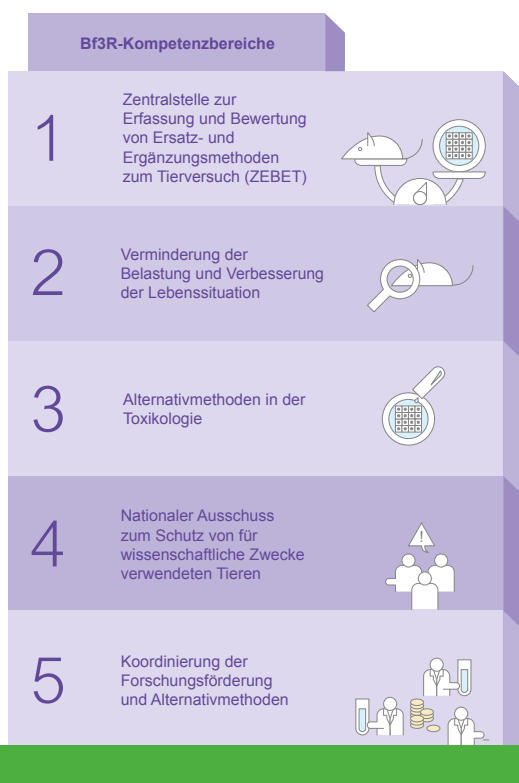 Bf3R-Kompetenzbereiche
1
Zentralstelle zur
Erfassung und Bewertung
von Ersatz- und
Ergänzungsmethoden
zum Tierversuch (ZEBET)
2
Verminderung der
Belastung und Verbesserung
der Lebenssituation
3
Alternativmethoden in der
Toxikologie
4
Nationaler Ausschuss
zum Schutz von für
wissenschaftliche Zwecke
verwendeten Tieren
!
5
Koordinierung der
Forschungsförderung
und Alternativmethoden